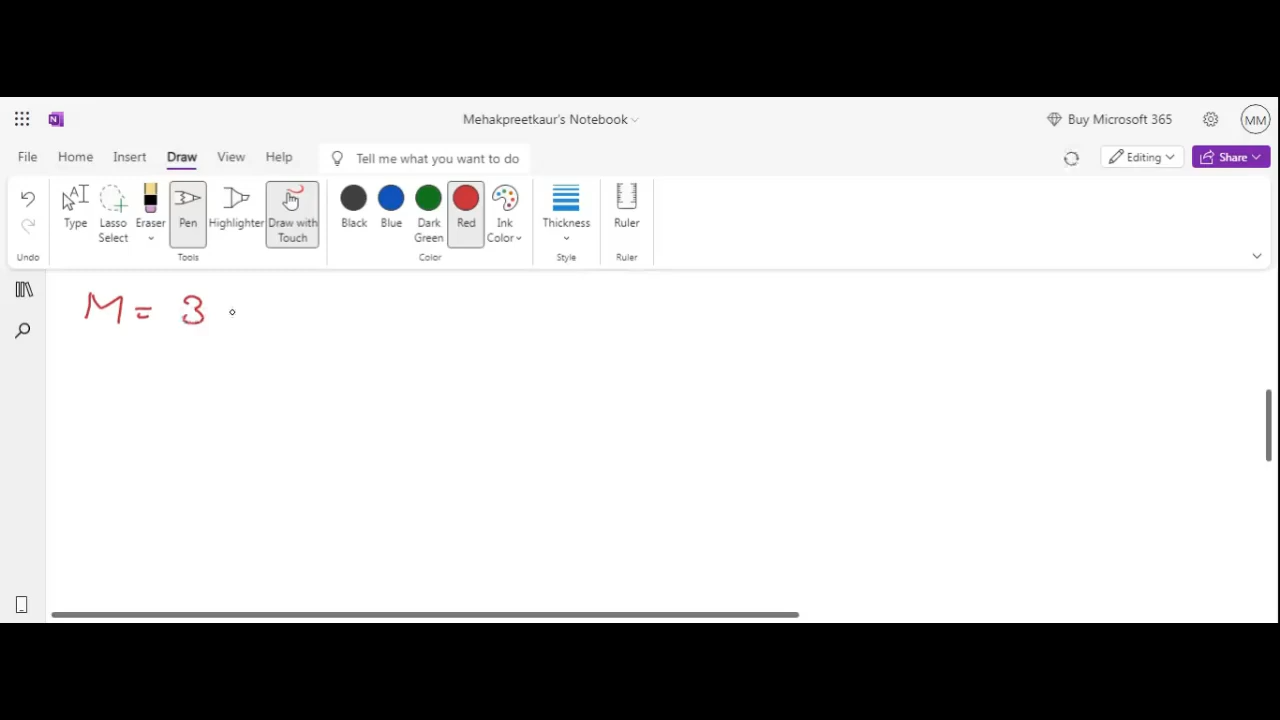 Mehakpreetkaur's Notebook
Buy Microsoft 365
MM
File Home Insert Draw View Help Tell me what you want to do Editing Share
Type Lasso Select Eraser Pen Highlighter Draw with Touch Black Blue Dark Green Red Ink Color Thickness Ruler
Undo Tools Color Style Ruler
M = 3